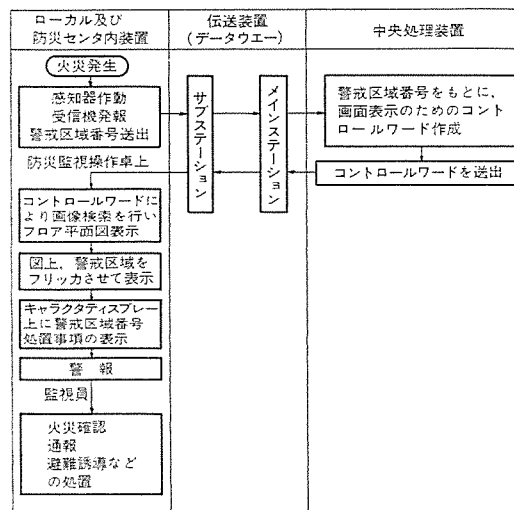 ローカル及び
防災センタ内装置
伝送装置
(データウエー)
中央処理装置
火災発生
感知器作動
受信機発報
警戒区域番号送出
サブステーション
メインステーション
警戒区域番号をもとに、
画面表示のためのコント
ロールワード作成
コントロールワードを送出
防災監視操作卓上
コントロールワードに
より画像検索を行い
フロア平面図表示
図上,警戒区域を
フリッカさせて表示
キャラクタディスプレー
上に警戒区域番号
処置事項の表示
警報
監視員
火災確認
通報
避難誘導など
の処置